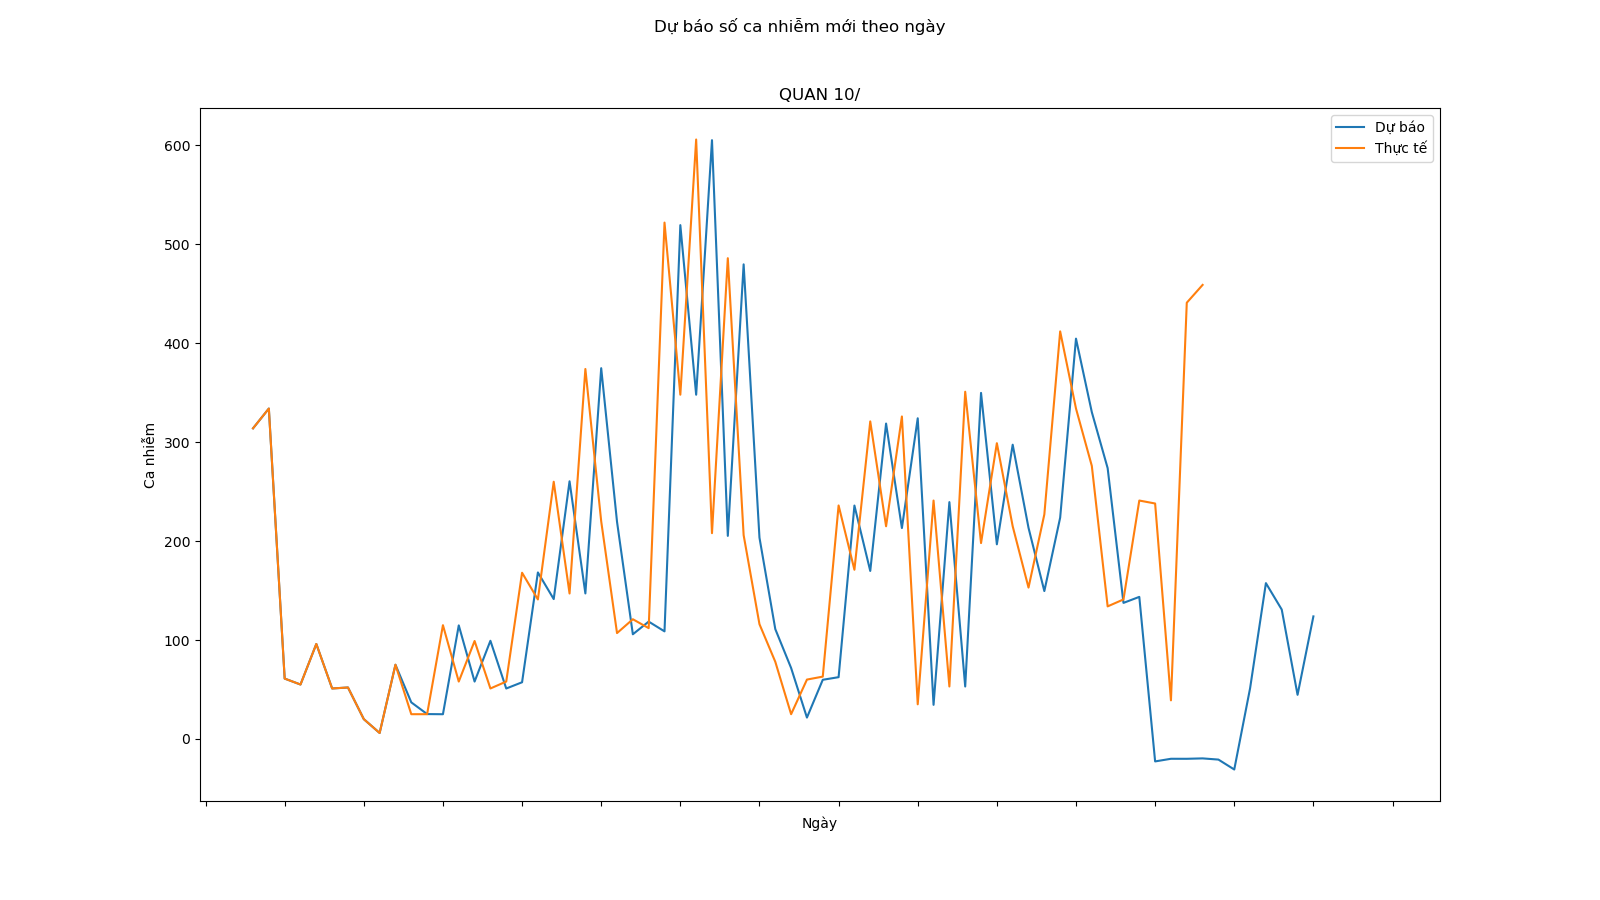 Dự báo số ca nhiễm mới theo ngày
QUAN 10/
Dự báo
Thực tế
600
500
400
300
200
100
0
Ca nhiễm
Ngày